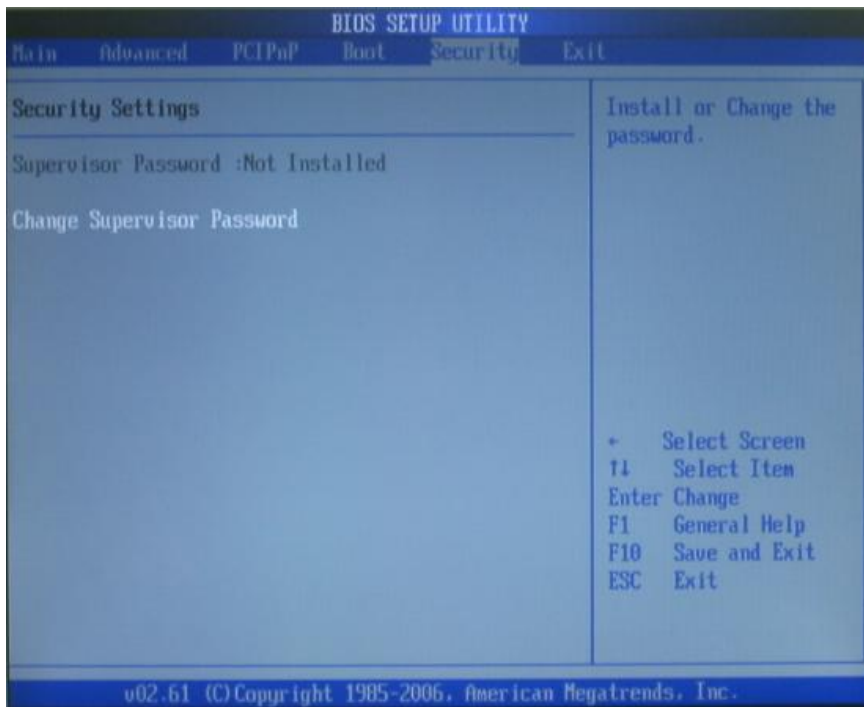 BIOS SETUP UTILITY
Main Advanced PCIPnP Boot Security Exit
Security Settings
Supervisor Password :Not Installed
Change Supervisor Password
Install or Change the
password.
← Select Screen
↑↓ Select Item
Enter Change
F1 General Help
F10 Save and Exit
ESC Exit
v02.61 (C)Copyright 1985-2006, American Megatrends, Inc.